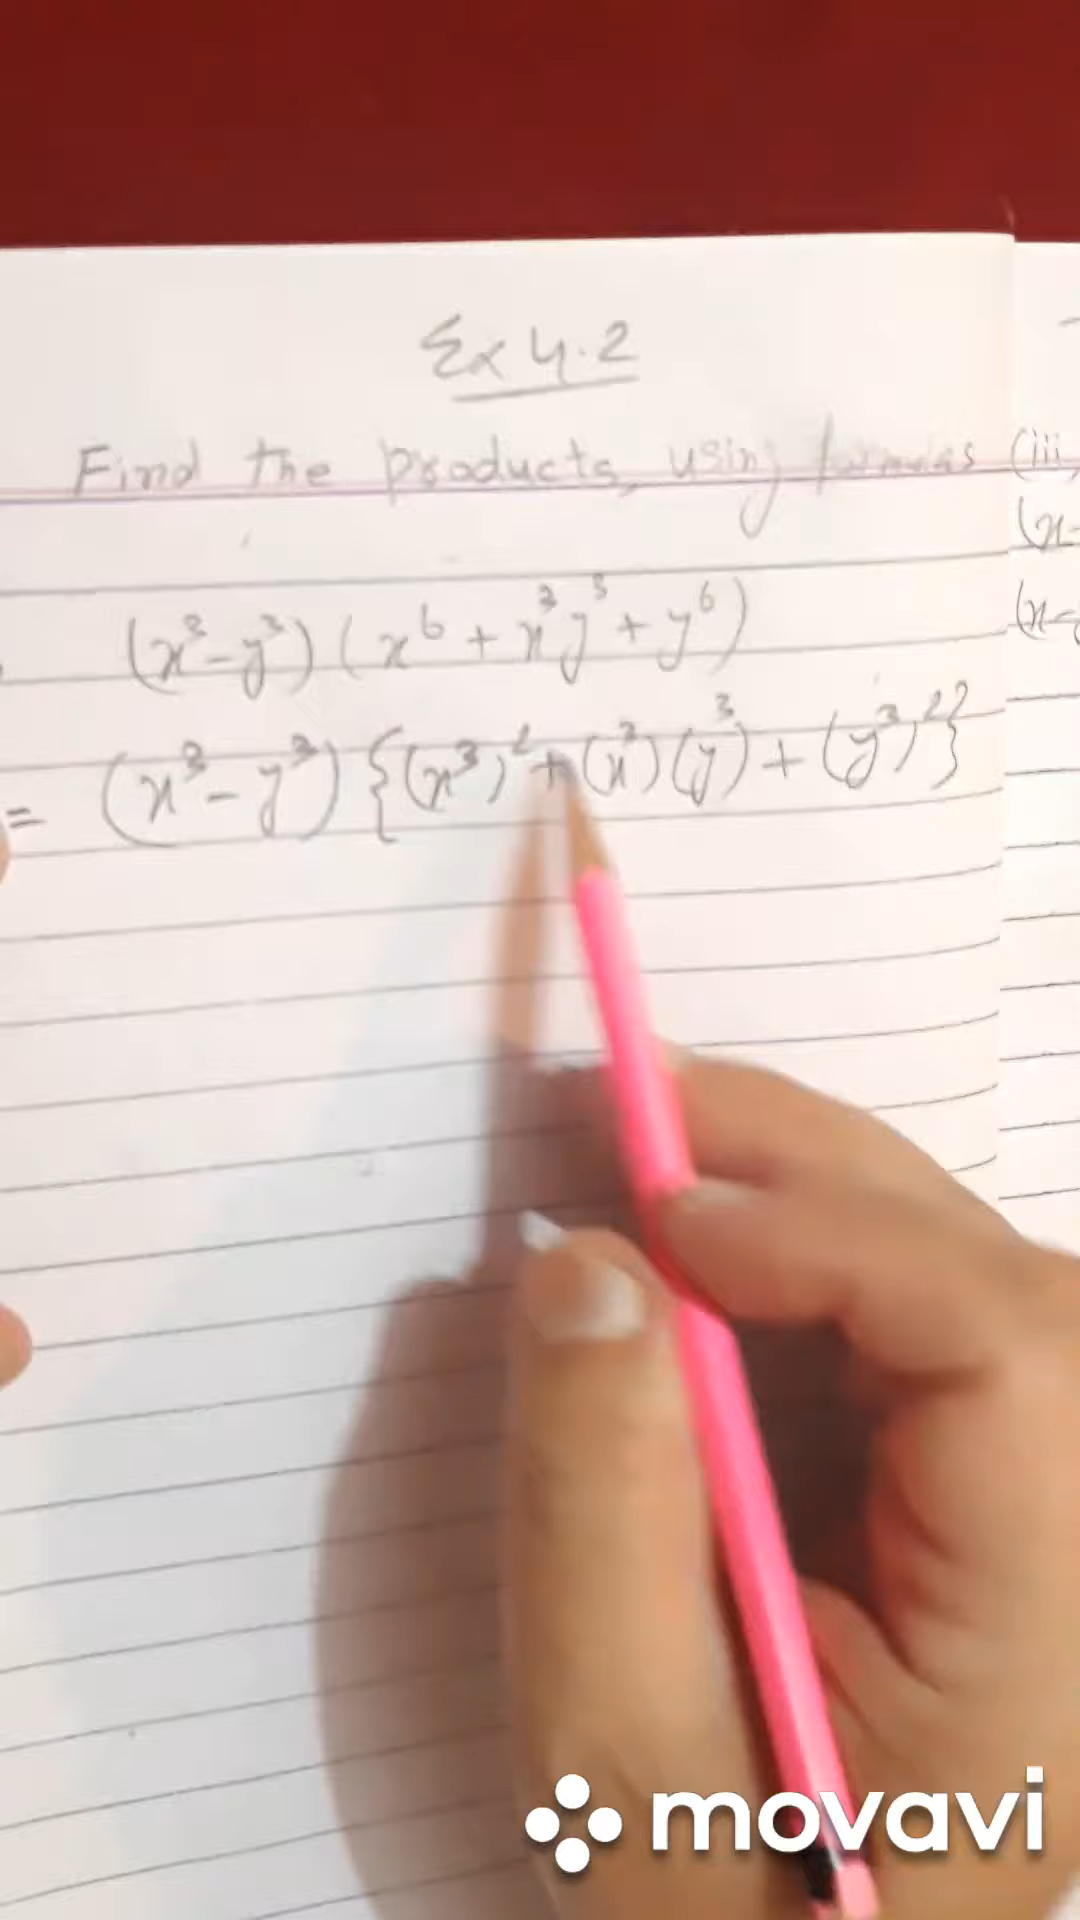 Ex 4.2
Find the products, using formulas (iii,
(x³-y³)(x⁶+x³y³+y⁶)
= (x³-y³){(x³)²+(x³)(y³)+(y³)²}
(x-
(x-
movavi